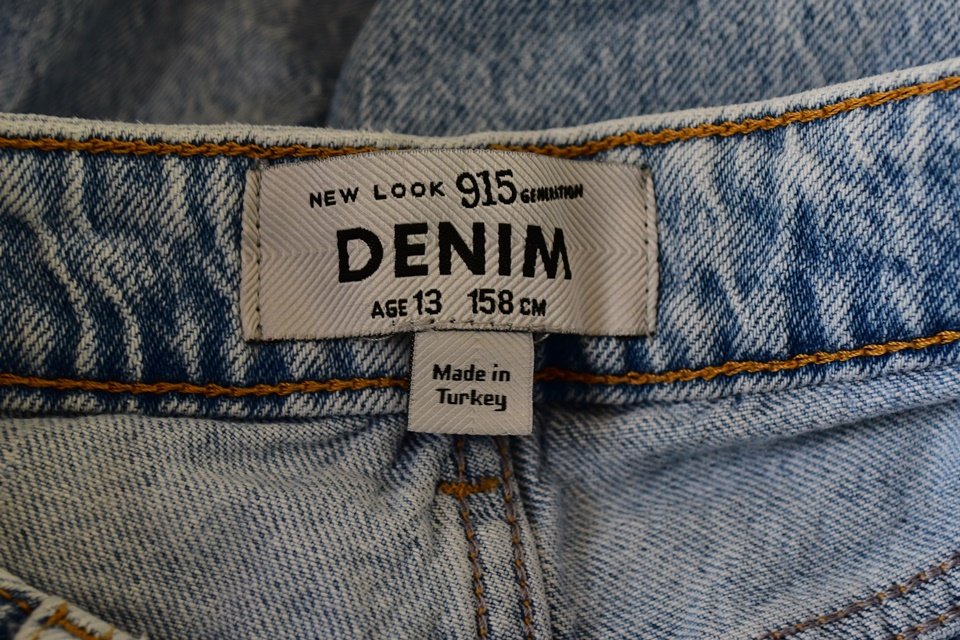 NEW LOOK 915 GENERATION
DENIM
AGE 13 158 CM
Made in
Turkey